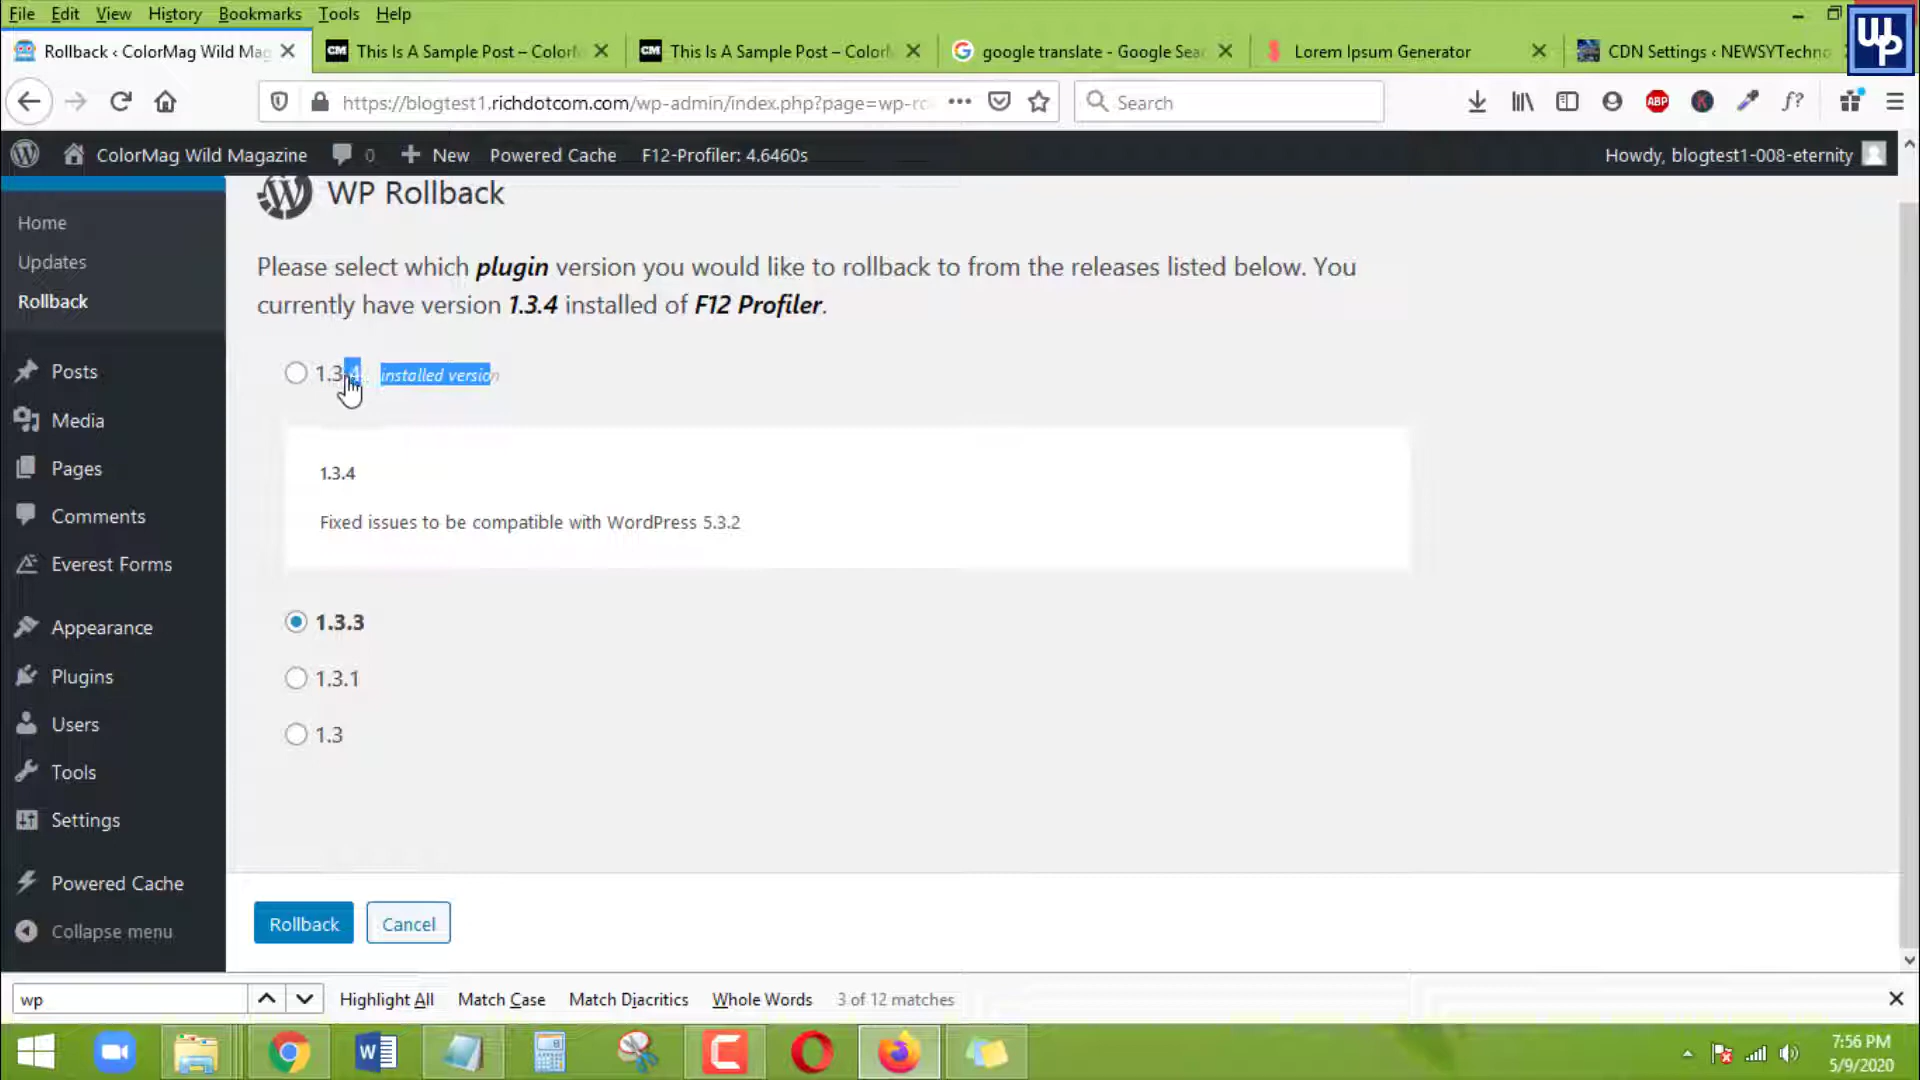 File Edit View History Bookmarks Tools Help
WP
Rollback ‹ ColorMag Wild Mag
CM This Is A Sample Post – ColorM
CM This Is A Sample Post – ColorM
G google translate - Google Sea
Lorem Ipsum Generator
CDN Settings ‹ NEWSYTechno
https://blogtest1.richdotcom.com/wp-admin/index.php?page=wp-ro
Search
ABP K f?
ColorMag Wild Magazine 0 New Powered Cache F12-Profiler: 4.6460s Howdy, blogtest1-008-eternity
WP Rollback
Home
Updates
Rollback
Posts
Media
Pages
Comments
Everest Forms
Appearance
Plugins
Users
Tools
Settings
Powered Cache
Collapse menu
Please select which plugin version you would like to rollback to from the releases listed below. You
currently have version 1.3.4 installed of F12 Profiler.
1.3.4 installed version
1.3.4
Fixed issues to be compatible with WordPress 5.3.2
1.3.3
1.3.1
1.3
Rollback Cancel
wp Highlight All Match Case Match Diacritics Whole Words 3 of 12 matches
7:56 PM
5/9/2020